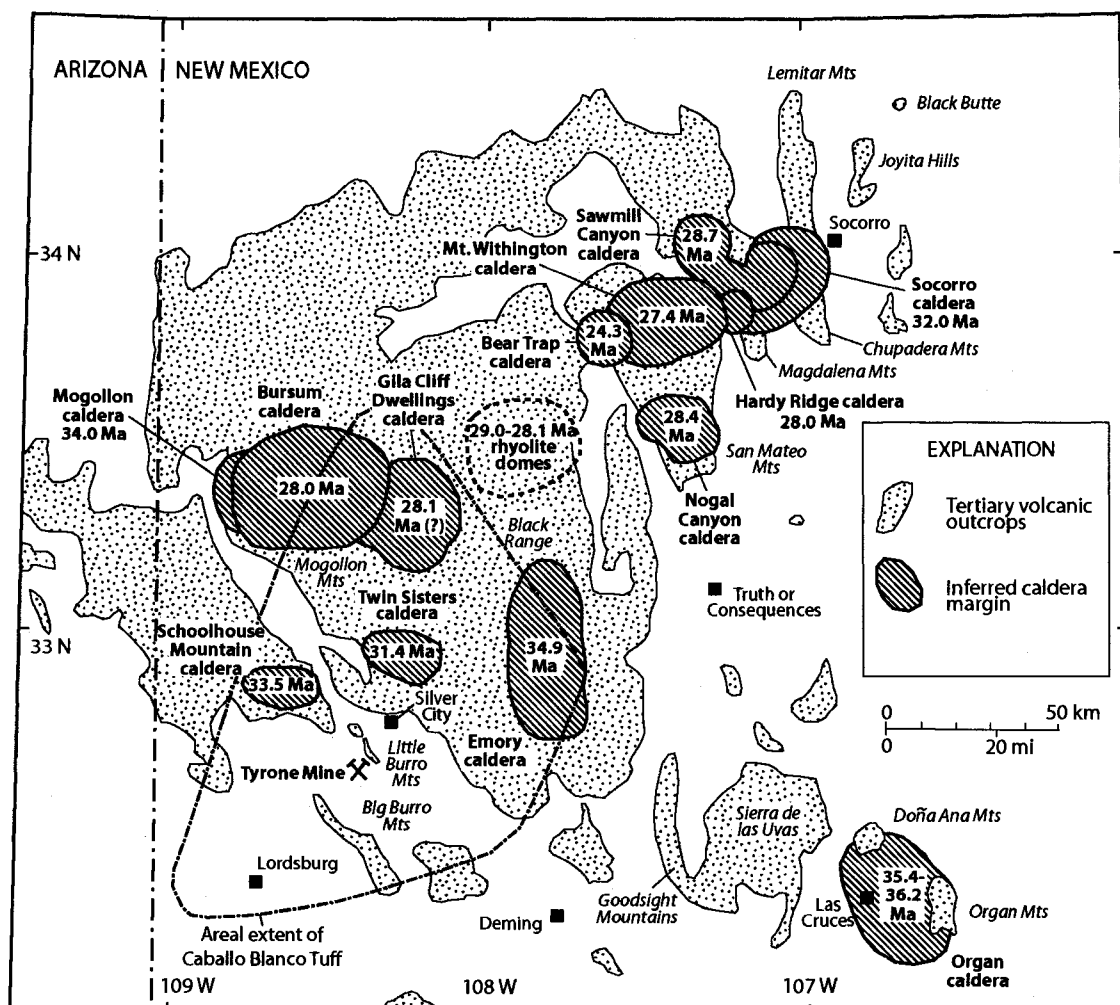 ARIZONA
NEW MEXICO
Lemitar Mts
Black Butte
Joyita Hills
Socorro
34 N
Sawmill
Canyon
caldera
28.7
Ma
Mt. Withington
caldera
27.4 Ma
Socorro
caldera
32.0 Ma
24.3
Ma
Bear Trap
caldera
Chupadera Mts
Magdalena Mts
Hardy Ridge caldera
28.0 Ma
Mogollon
caldera
34.0 Ma
Bursum
caldera
Gila Cliff
Dwellings
caldera
29.0-28.1 Ma
rhyolite
domes
28.4
Ma
San Mateo
Mts
Nogal
Canyon
caldera
28.0 Ma
28.1
Ma (?)
Black
Range
Mogollon
Mts
EXPLANATION
Tertiary volcanic
outcrops
Inferred caldera
margin
Truth or
Consequences
33 N
Twin Sisters
caldera
31.4 Ma
Schoolhouse
Mountain
caldera
33.5 Ma
34.9
Ma
Silver
City
Emory
caldera
Little
Burro
Mts
Tyrone Mine
Big Burro
Mts
0 50 km
0 20 mi
Sierra de
las Uvas
Doña Ana Mts
Lordsburg
35.4-
36.2
Ma
Las
Cruces
Organ Mts
Organ
caldera
Goodsight
Mountains
Deming
Areal extent of
Caballo Blanco Tuff
109 W
108 W
107 W